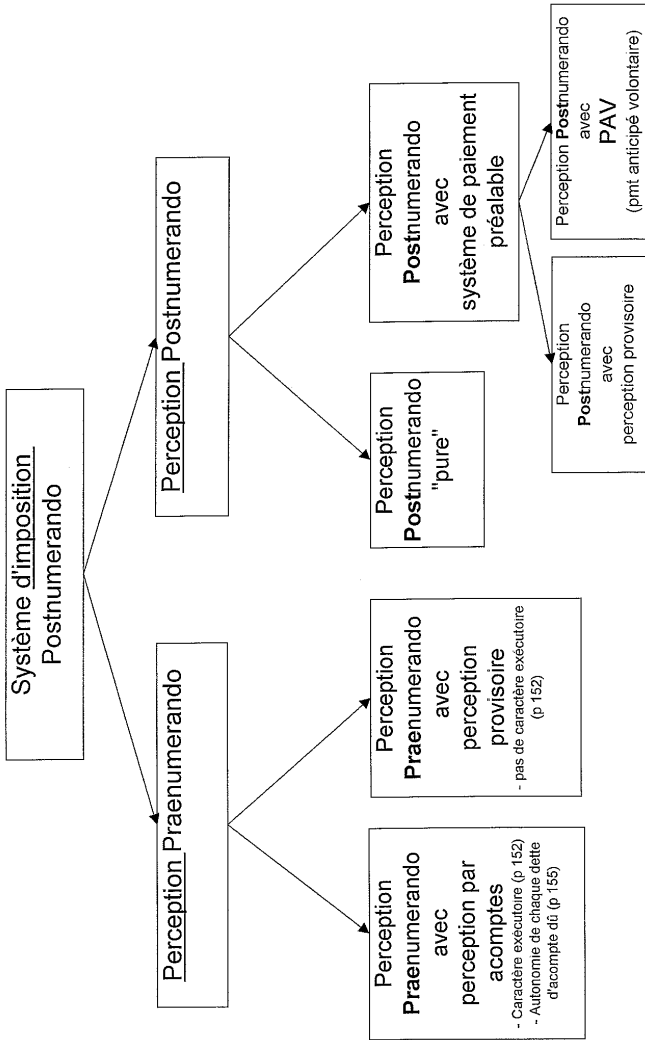 Système d'imposition
Postnumerando
Perception Praenumerando
Perception Postnumerando
Perception
Praenumerando
avec
perception par
acomptes
- Caractère exécutoire (p 152)
- Autonomie de chaque dette
d'acompte dû (p 155)
Perception
Praenumerando
avec
perception
provisoire
- pas de caractère exécutoire
(p 152)
Perception
Postnumerando
"pure"
Perception
Postnumerando
avec
système de paiement
préalable
Perception
Postnumerando
avec
perception provisoire
Perception Postnumerando
avec
PAV
(pmt anticipé volontaire)